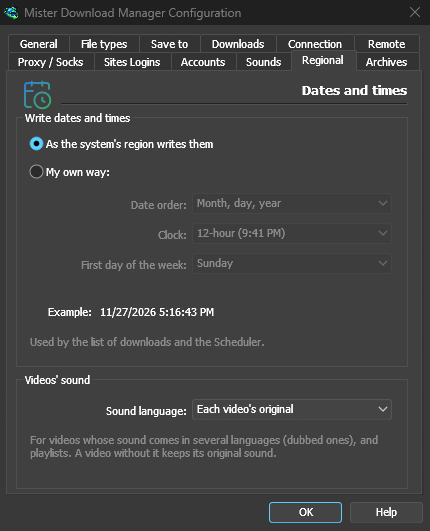 Mister Download Manager Configuration
General
File types
Save to
Downloads
Connection
Remote
Proxy / Socks
Sites Logins
Accounts
Sounds
Regional
Archives
Dates and times
Write dates and times
As the system's region writes them
My own way:
Date order: Month, day, year
Clock: 12-hour (9:41 PM)
First day of the week: Sunday
Example: 11/27/2026 5:16:43 PM
Used by the list of downloads and the Scheduler.
Videos' sound
Sound language: Each video's original
For videos whose sound comes in several languages (dubbed ones), and
playlists. A video without it keeps its original sound.
OK
Help